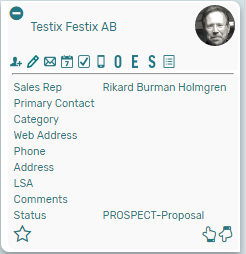 Testix Festix AB
7 O E S
Sales Rep Rikard Burman Holmgren
Primary Contact
Category
Web Address
Phone
Address
LSA
Comments
Status PROSPECT-Proposal